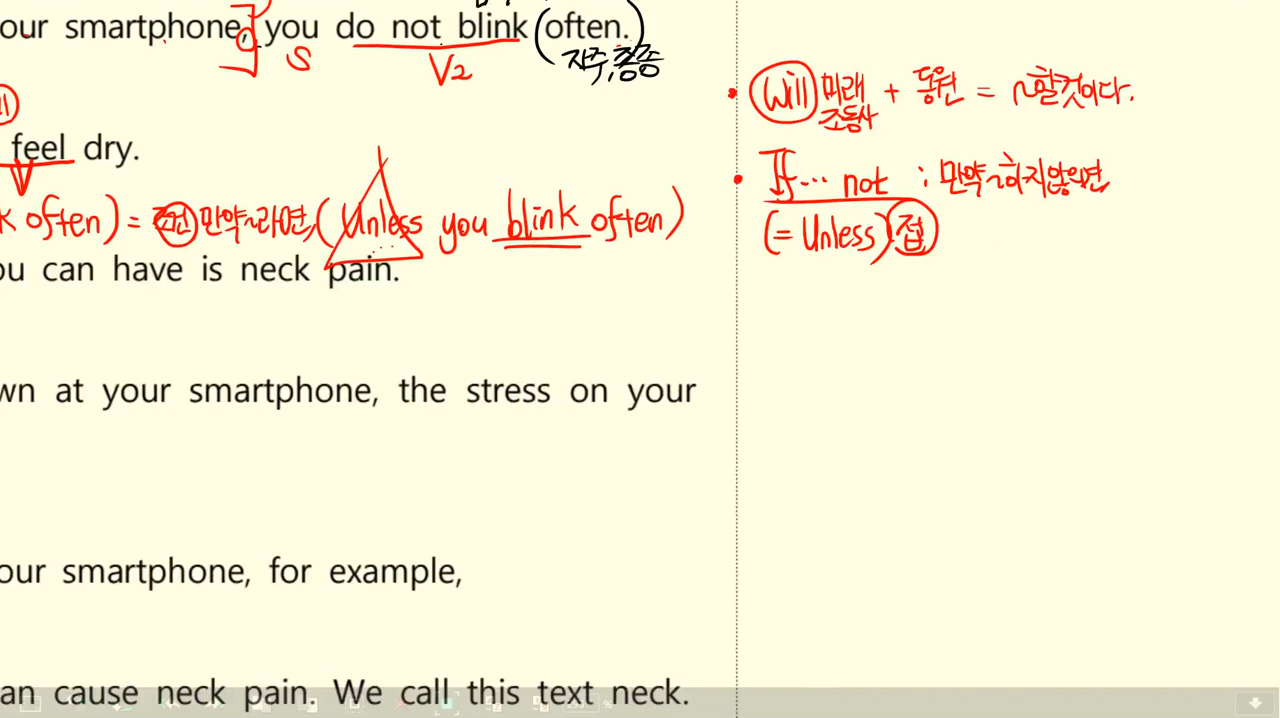 our smartphone, you do not blink (often.)
S V2 자주,종종
feel dry.
k often) = 조건 만약~라면, (Unless you blink often)
ou can have is neck pain.
wn at your smartphone, the stress on your
our smartphone, for example,
an cause neck pain. We call this text neck.
• Will 미래 조동사 + 동원 = ~할것이다.
• If... not : 만약~하지않으면
(= Unless) 접